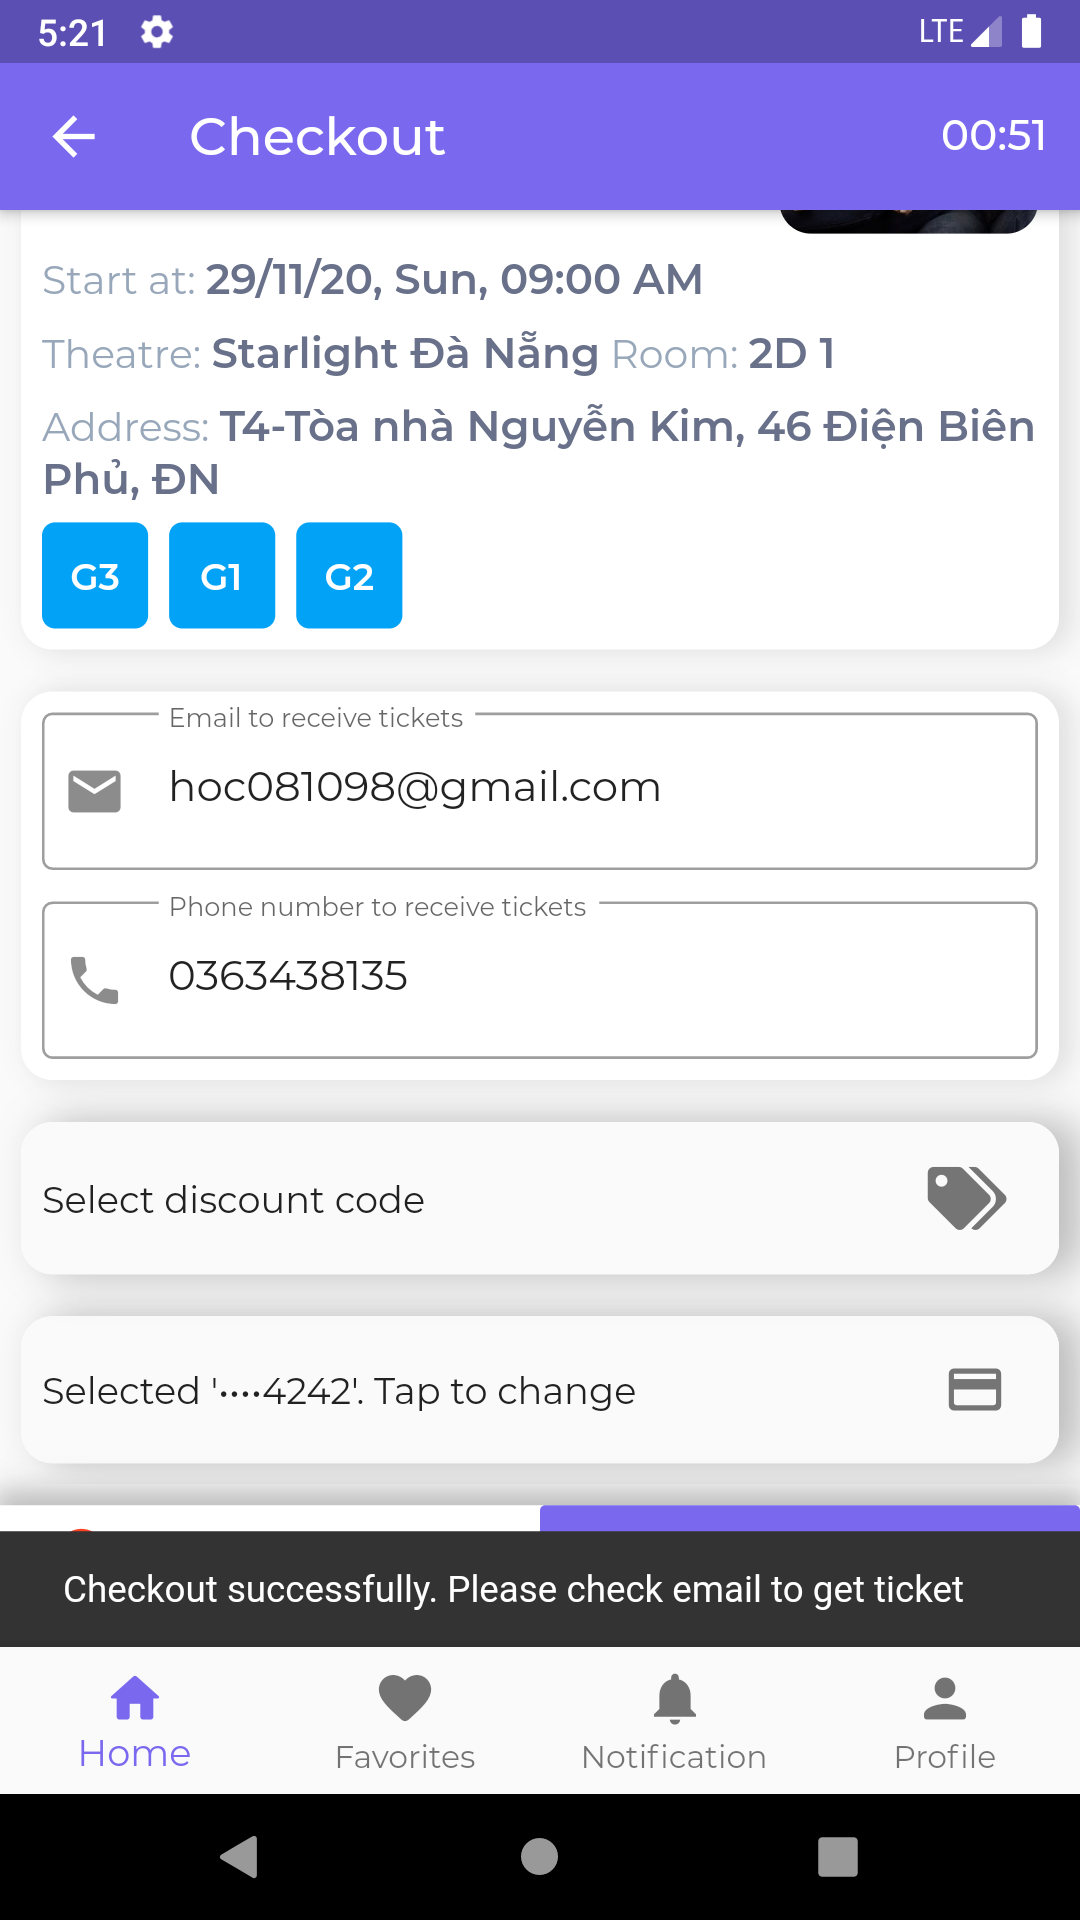 5:21
LTE
Checkout
00:51
Start at: 29/11/20, Sun, 09:00 AM
Theatre: Starlight Đà Nẵng Room: 2D 1
Address: T4-Tòa nhà Nguyễn Kim, 46 Điện Biên
Phủ, ĐN
G3 G1 G2
Email to receive tickets
hoc081098@gmail.com
Phone number to receive tickets
0363438135
Select discount code
Selected '····4242'. Tap to change
Checkout successfully. Please check email to get ticket
Home Favorites Notification Profile